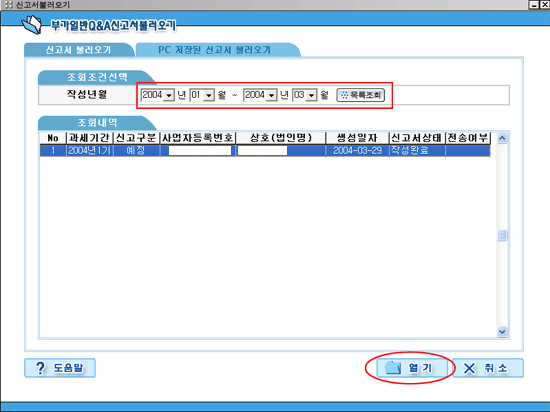 신고서불러오기
부가일반Q&A신고서불러오기
신고서 불러오기 PC 저장된 신고서 불러오기
조회조건선택
작성년월 2004 년 01 월 ~ 2004 년 03 월 목록조회
조회내역
No 과세기간 신고구분 사업자등록번호 상호(법인명) 생성일자 신고서상태 전송여부
1 2004년1기 예정 2004-03-29 작성완료
? 도움말 열기 취소